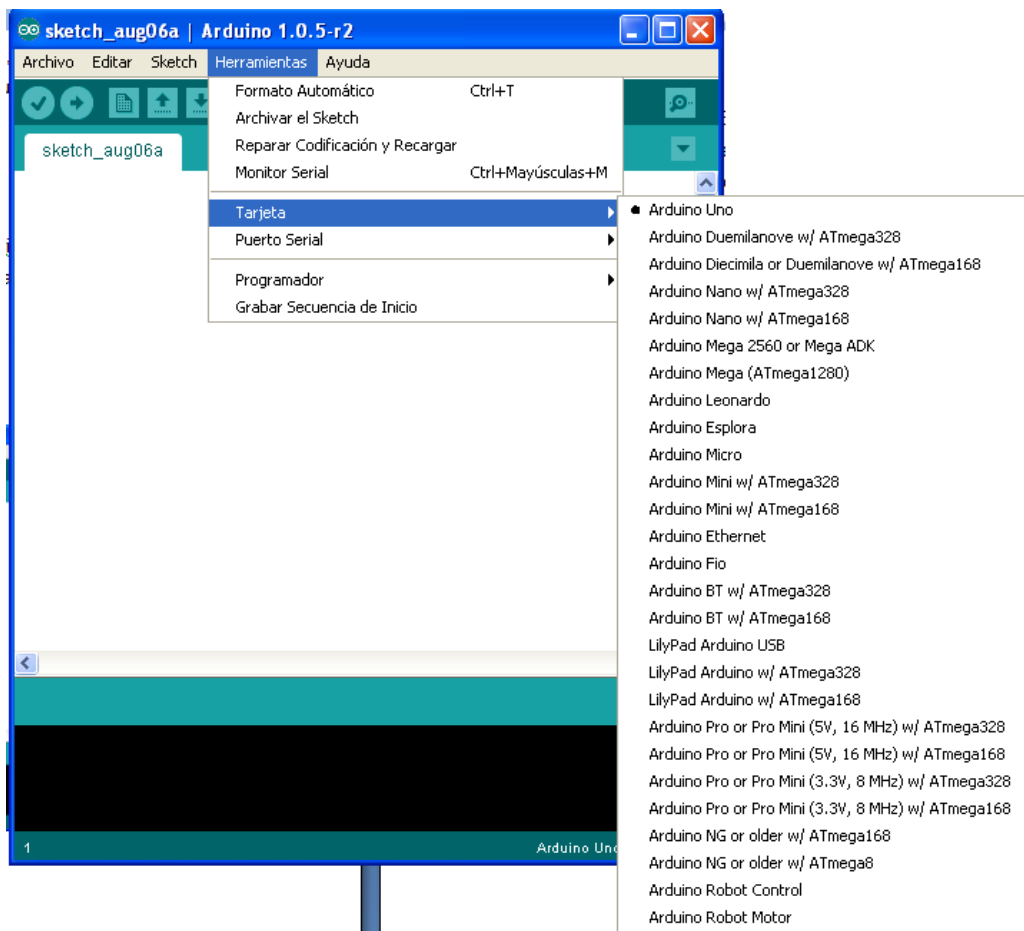 sketch_aug06a | Arduino 1.0.5-r2
Archivo Editar Sketch Herramientas Ayuda
sketch_aug06a
Formato Automático Ctrl+T
Archivar el Sketch
Reparar Codificación y Recargar
Monitor Serial Ctrl+Mayúsculas+M
Tarjeta
Puerto Serial
Programador
Grabar Secuencia de Inicio
Arduino Uno
Arduino Duemilanove w/ ATmega328
Arduino Diecimila or Duemilanove w/ ATmega168
Arduino Nano w/ ATmega328
Arduino Nano w/ ATmega168
Arduino Mega 2560 or Mega ADK
Arduino Mega (ATmega1280)
Arduino Leonardo
Arduino Esplora
Arduino Micro
Arduino Mini w/ ATmega328
Arduino Mini w/ ATmega168
Arduino Ethernet
Arduino Fio
Arduino BT w/ ATmega328
Arduino BT w/ ATmega168
LilyPad Arduino USB
LilyPad Arduino w/ ATmega328
LilyPad Arduino w/ ATmega168
Arduino Pro or Pro Mini (5V, 16 MHz) w/ ATmega328
Arduino Pro or Pro Mini (5V, 16 MHz) w/ ATmega168
Arduino Pro or Pro Mini (3.3V, 8 MHz) w/ ATmega328
Arduino Pro or Pro Mini (3.3V, 8 MHz) w/ ATmega168
Arduino NG or older w/ ATmega168
Arduino NG or older w/ ATmega8
Arduino Robot Control
Arduino Robot Motor
1 Arduino Uno